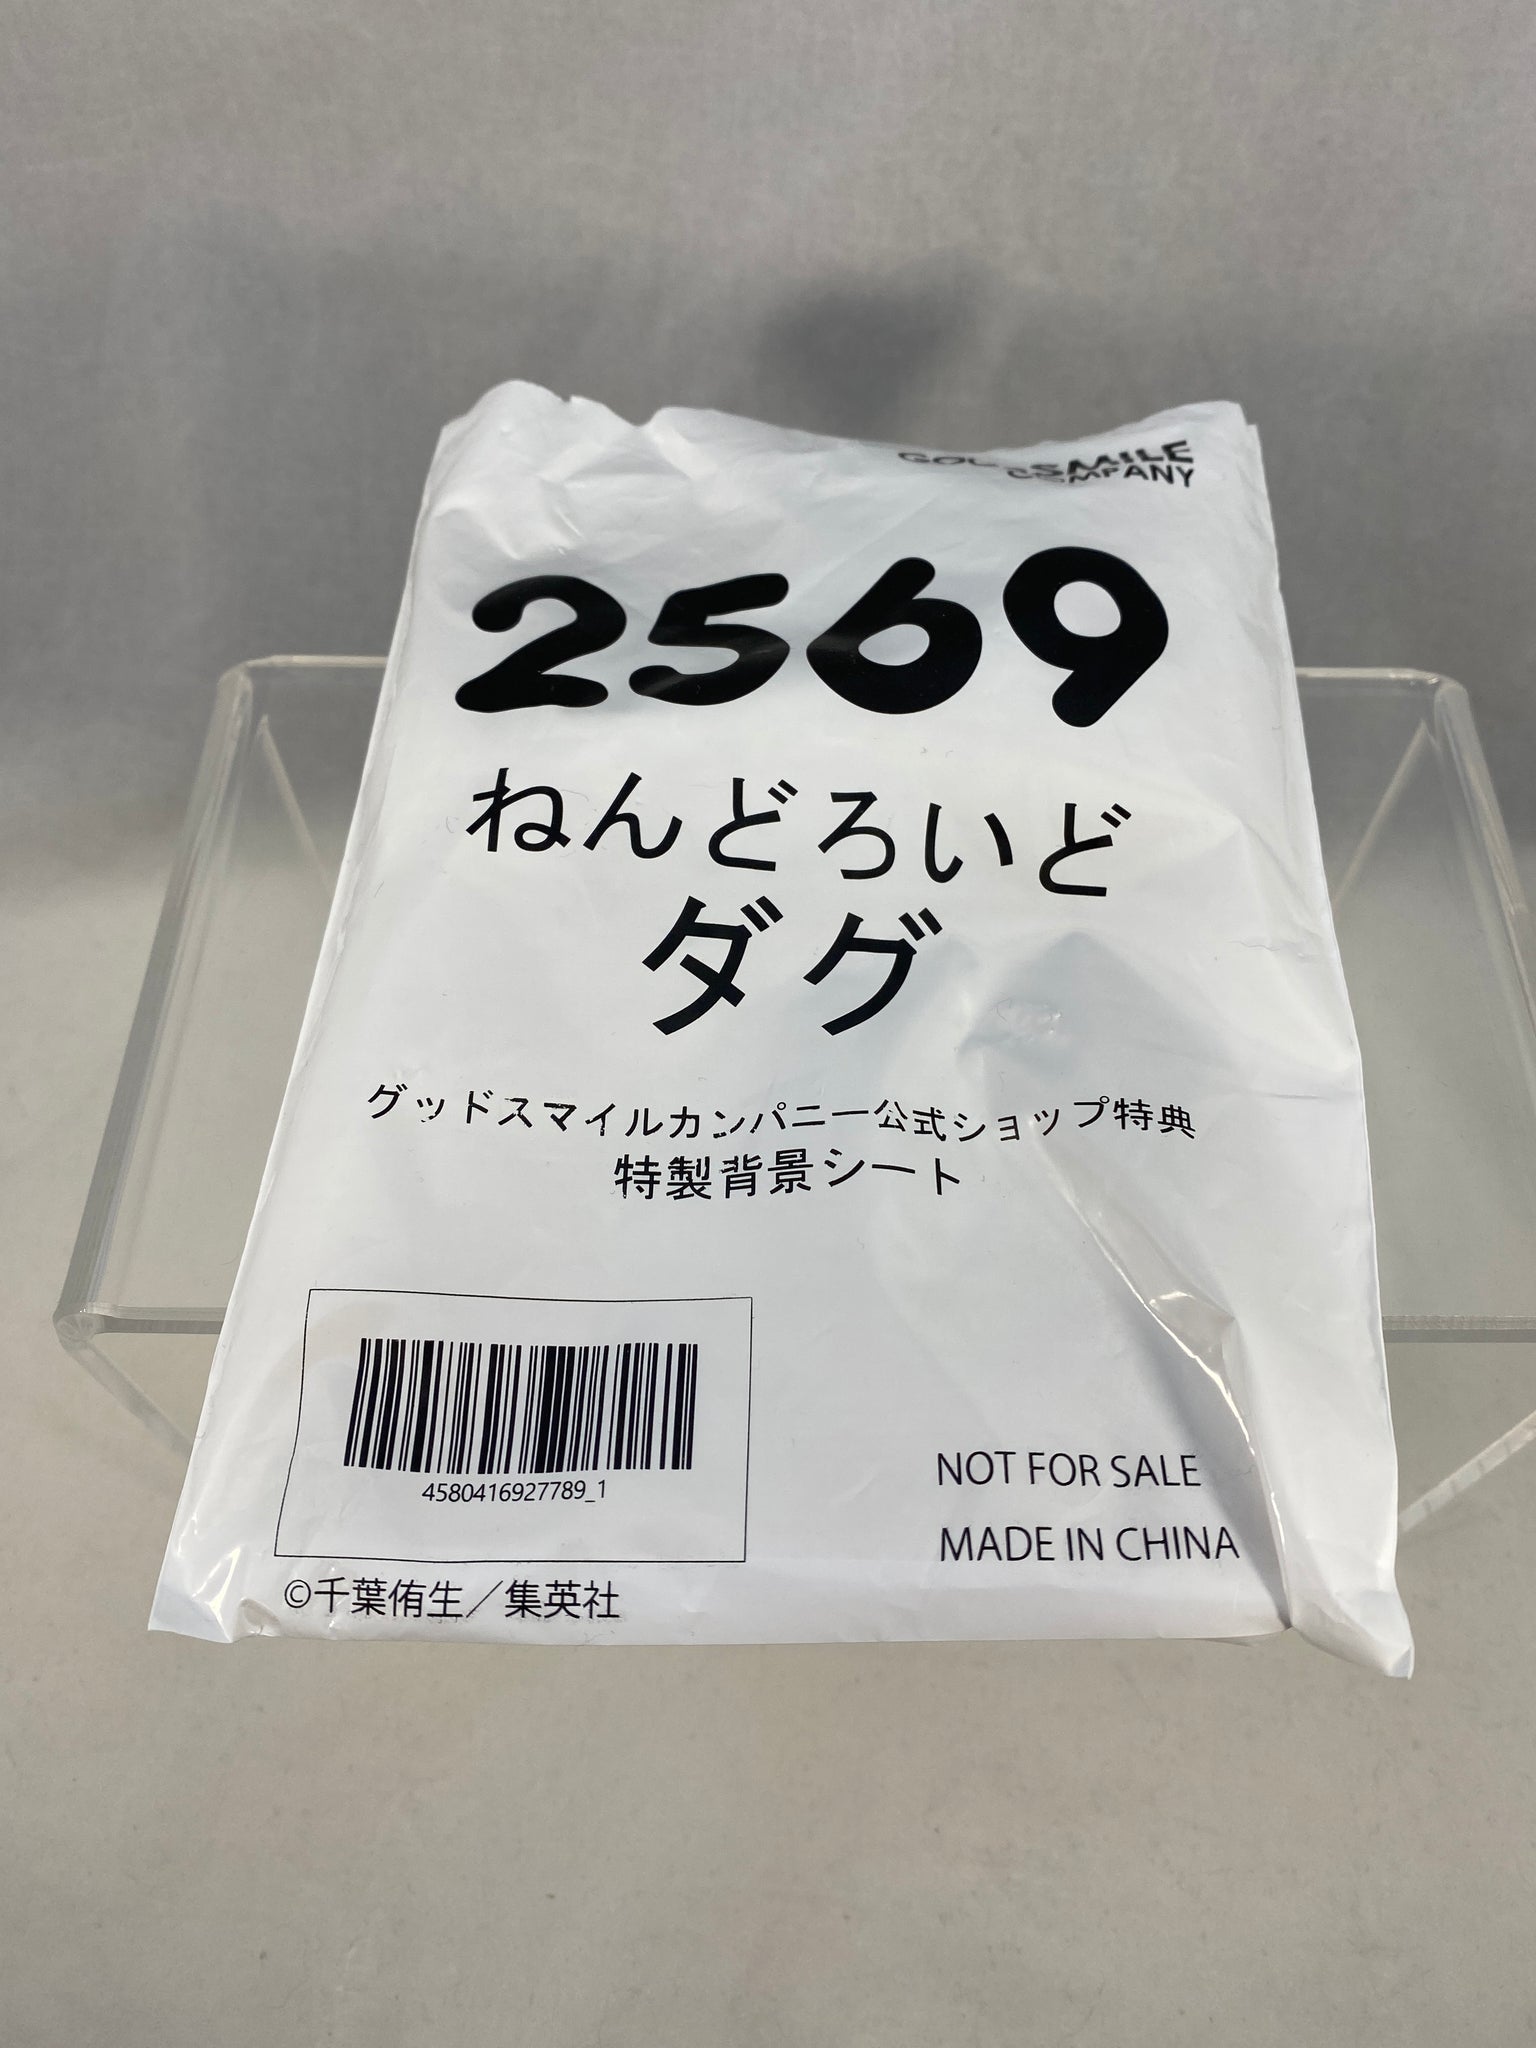 GOODSMILE
COMPANY
2569
ねんどろいど
ダグ
グッドスマイルカンパニー公式ショップ特典
特製背景シート
4580416927789_1
NOT FOR SALE
MADE IN CHINA
©千葉侑生／集英社